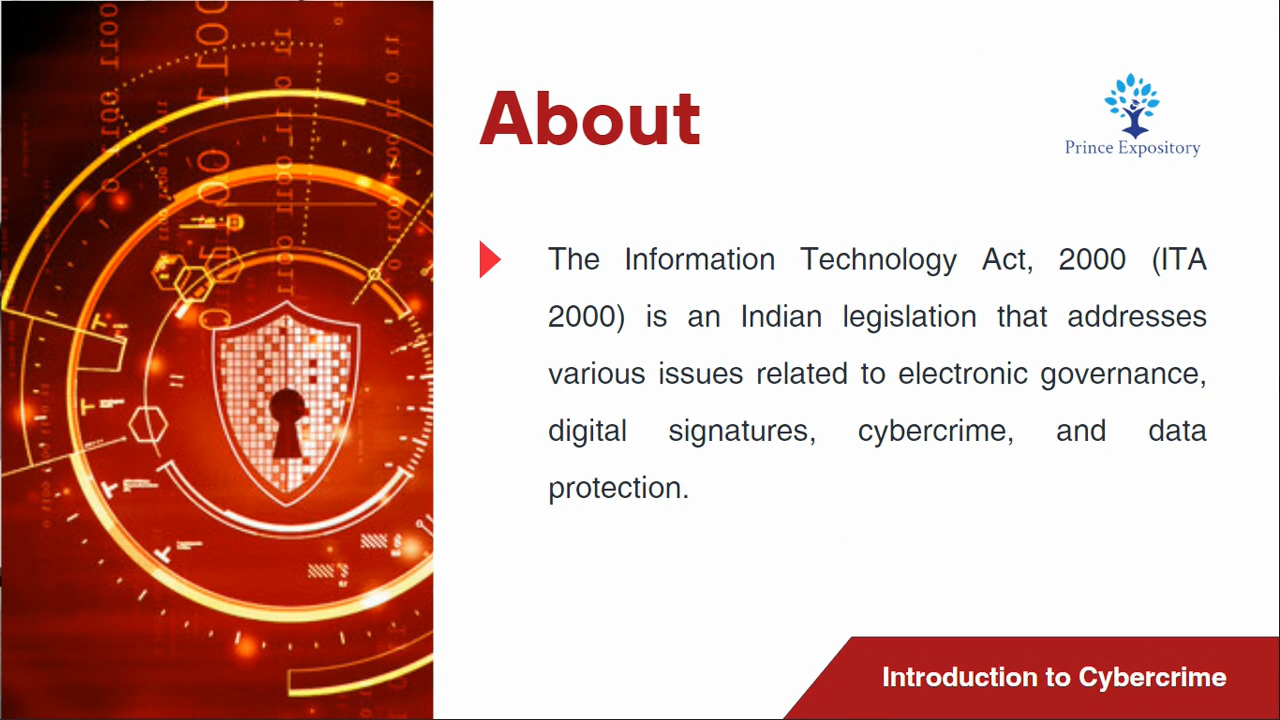 About
Prince Expository
The Information Technology Act, 2000 (ITA
2000) is an Indian legislation that addresses
various issues related to electronic governance,
digital signatures, cybercrime, and data
protection.
Introduction to Cybercrime